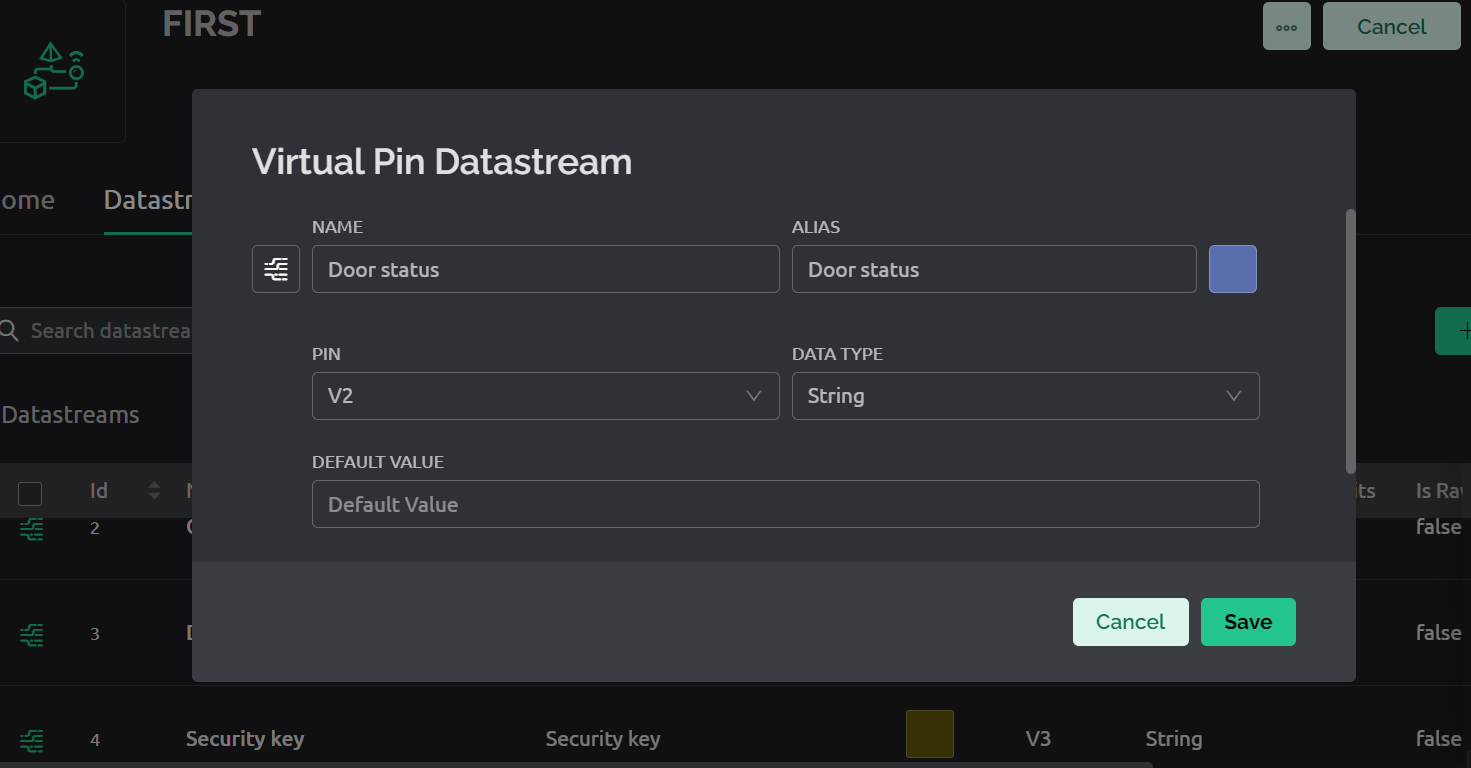 FIRST
Cancel
Virtual Pin Datastream
ome
Datastr
NAME
ALIAS
Door status
Door status
Search datastrea
PIN
DATA TYPE
V2
String
Datastreams
DEFAULT VALUE
Default Value
Id
its
Is Raw
2
false
Cancel
Save
3
false
4
Security key
Security key
V3
String
false